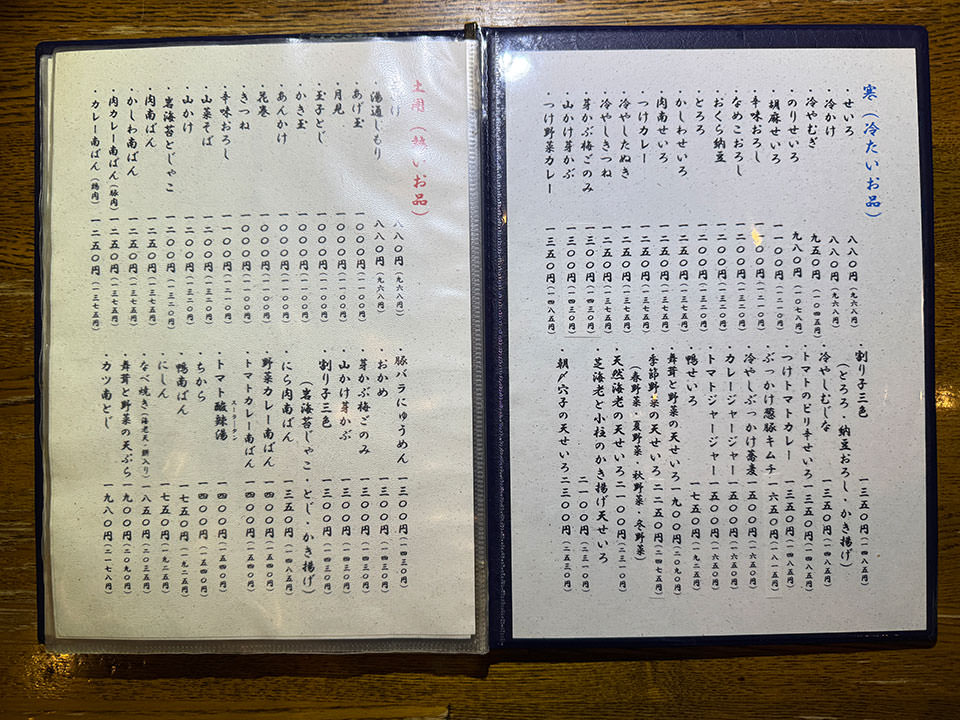 寒(冷たいお品)
・せいろ 八八〇円(九六八円)
・冷かけ 八八〇円(九六八円)
・冷やむぎ 九五〇円(一〇四五円)
・のりせいろ 九八〇円(一〇七八円)
・胡麻せいろ 一一〇〇円(一二一〇円)
・辛味おろし 一一〇〇円(一二一〇円)
・なめこおろし 一二〇〇円(一三二〇円)
・おくら納豆 一二〇〇円(一三二〇円)
・とろろ 一二〇〇円(一三二〇円)
・かしわせいろ 一二五〇円(一三七五円)
・肉南せいろ 一二五〇円(一三七五円)
・つけカレー 一二五〇円(一三七五円)
・冷やしたぬき 一二五〇円(一三七五円)
・冷やしきつね 一二五〇円(一三七五円)
・芽かぶ梅ごのみ 一三〇〇円(一四三〇円)
・山かけ芽かぶ 一三〇〇円(一四三〇円)
・つけ野菜カレー 一三五〇円(一四八五円)
・割り子三色 一三五〇円(一四八五円)
(とろろ・納豆おろし・かき揚げ)
・冷やしむじな 一三五〇円(一四八五円)
・トマトのピリ辛せいろ 一三五〇円(一四八五円)
・つけトマトカレー 一三五〇円(一四八五円)
・ぶっかけ葱豚キムチ 一六五〇円(一八一五円)
・冷やしぶっかけ蕎麦 一五〇〇円(一六五〇円)
・カレージャージャー 一五〇〇円(一六五〇円)
・トマトジャージャー 一五〇〇円(一六五〇円)
・鴨せいろ 一七五〇円(一九二五円)
・舞茸と野菜の天せいろ 一九〇〇円(二〇九〇円)
・季節野菜の天せいろ 二二五〇円(二四七五円)
(春野菜・夏野菜・秋野菜・冬野菜)
・天然海老の天せいろ 二一〇〇円(二三一〇円)
・芝海老と小柱のかき揚げ天せいろ
二一〇〇円(二三一〇円)
・朝〆穴子の天せいろ 二三〇〇円(二五三〇円)
土用(熱いお品)
け 八八〇円(九六八円)
・湯通しもり 八八〇円(九六八円)
・あげ玉 一〇〇〇円(一一〇〇円)
・月見 一〇〇〇円(一一〇〇円)
・玉子とじ 一〇〇〇円(一一〇〇円)
・かき玉 一〇〇〇円(一一〇〇円)
・あんかけ 一〇〇〇円(一一〇〇円)
・花巻 一〇〇〇円(一一〇〇円)
・きつね 一〇〇〇円(一一〇〇円)
・辛味おろし 一一〇〇円(一二一〇円)
・山菜そば 一二〇〇円(一三二〇円)
・山かけ 一二〇〇円(一三二〇円)
・岩海苔とじゃこ 一二〇〇円(一三二〇円)
・肉南ばん 一二五〇円(一三七五円)
・かしわ南ばん 一二五〇円(一三七五円)
・肉カレー南ばん(豚肉) 一二五〇円(一三七五円)
・カレー南ばん(鶏肉) 一二五〇円(一三七五円)
・豚バラにゅうめん 一三〇〇円(一四三〇円)
・おかめ 一三〇〇円(一四三〇円)
・芽かぶ梅ごのみ 一三〇〇円(一四三〇円)
・山かけ芽かぶ 一三〇〇円(一四三〇円)
・割り子三色 一三〇〇円(一四三〇円)
(岩海苔じゃこ・とじ・かき揚げ)
・にら肉南ばん 一三五〇円(一四八五円)
・野菜カレー南ばん 一四〇〇円(一五四〇円)
・トマトカレー南ばん 一四〇〇円(一五四〇円)
・トマト酸辣湯 一四〇〇円(一五四〇円)
スーラータン
・ちから 一四〇〇円(一五四〇円)
・鴨南ばん 一七五〇円(一九二五円)
・にしん 一七五〇円(一九二五円)
・なべ焼き(海老天・餅入り) 一八五〇円(二〇三五円)
・舞茸と野菜の天ぷら 一九〇〇円(二〇九〇円)
・カツ南とじ 一九八〇円(二一七八円)